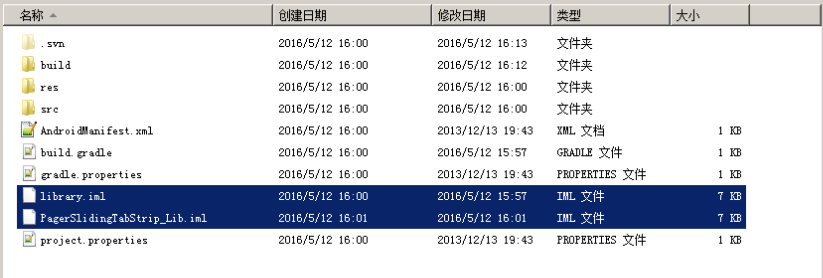 名称 创建日期 修改日期 类型 大小
.svn 2016/5/12 16:00 2016/5/12 16:13 文件夹
build 2016/5/12 16:00 2016/5/12 16:12 文件夹
res 2016/5/12 16:00 2016/5/12 16:00 文件夹
src 2016/5/12 16:00 2016/5/12 16:00 文件夹
AndroidManifest.xml 2016/5/12 16:00 2013/12/13 19:43 XML 文档 1 KB
build.gradle 2016/5/12 16:00 2016/5/12 15:57 GRADLE 文件 1 KB
gradle.properties 2016/5/12 16:00 2013/12/13 19:43 PROPERTIES 文件 1 KB
library.iml 2016/5/12 16:00 2016/5/12 15:57 IML 文件 7 KB
PagerSlidingTabStrip_Lib.iml 2016/5/12 16:01 2016/5/12 16:01 IML 文件 7 KB
project.properties 2016/5/12 16:00 2013/12/13 19:43 PROPERTIES 文件 1 KB